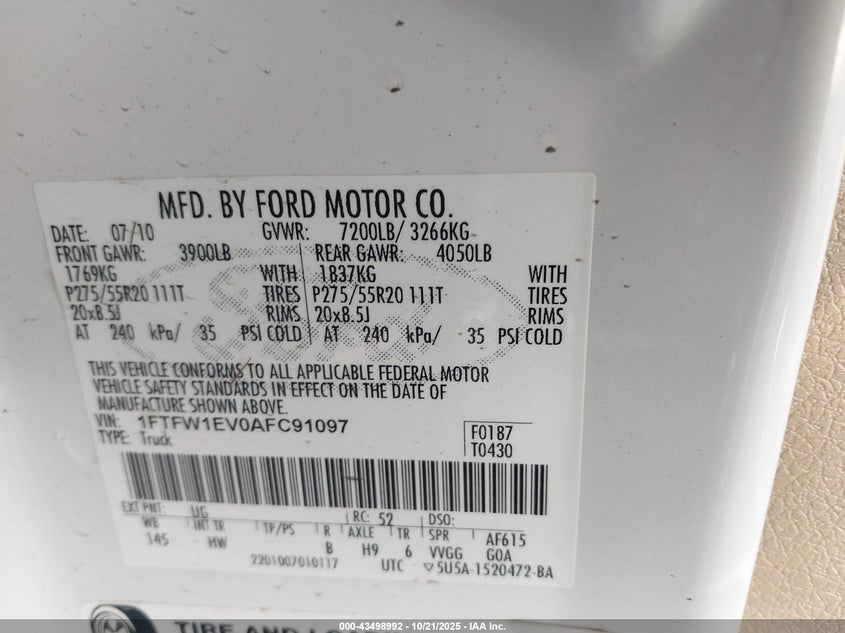 MFD. BY FORD MOTOR CO.
DATE: 07/10 GVWR: 7200LB/ 3266KG
FRONT GAWR: 3900LB REAR GAWR: 4050LB
1769KG WITH 1837KG WITH
P275/55R20 111T TIRES P275/55R20 111T TIRES
20x8.5J RIMS 20x8.5J RIMS
AT 240 kPa/ 35 PSI COLD AT 240 kPa/ 35 PSI COLD
THIS VEHICLE CONFORMS TO ALL APPLICABLE FEDERAL MOTOR
VEHICLE SAFETY STANDARDS IN EFFECT ON THE DATE OF
MANUFACTURE SHOWN ABOVE.
VIN: 1FTFW1EV0AFC91097
TYPE: Truck
F0187
T0430
EXT PNT: UG RC: 52 DSO:
WB INT TR TP/PS R AXLE TR SPR AF615
145 HW B H9 6 VVGG GOA
2201007010117 UTC ▽5U5A-1520472-BA
TIRE AND
000-43498992 - 10/21/2025 - IAA Inc.